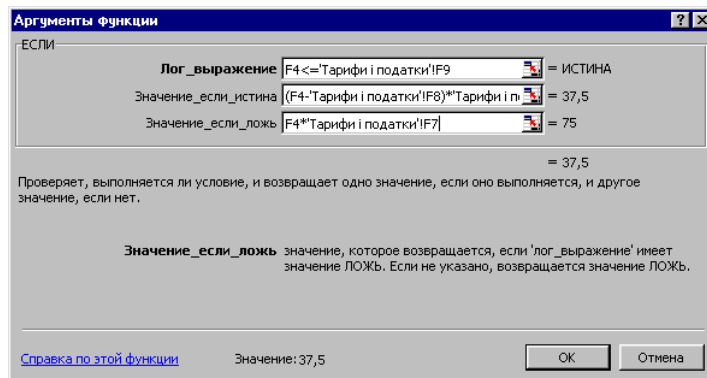 Аргументы функции
ЕСЛИ
Лог_выражение F4<='Тарифи і податки'!F9 = ИСТИНА
Значение_если_истина (F4-'Тарифи і податки'!F8)*'Тарифи і п = 37,5
Значение_если_ложь F4*'Тарифи і податки'!F7 = 75
= 37,5
Проверяет, выполняется ли условие, и возвращает одно значение, если оно выполняется, и другое
значение, если нет.
Значение_если_ложь значение, которое возвращается, если 'лог_выражение' имеет
значение ЛОЖЬ. Если не указано, возвращается значение ЛОЖЬ.
Справка по этой функции Значение: 37,5 ОК Отмена